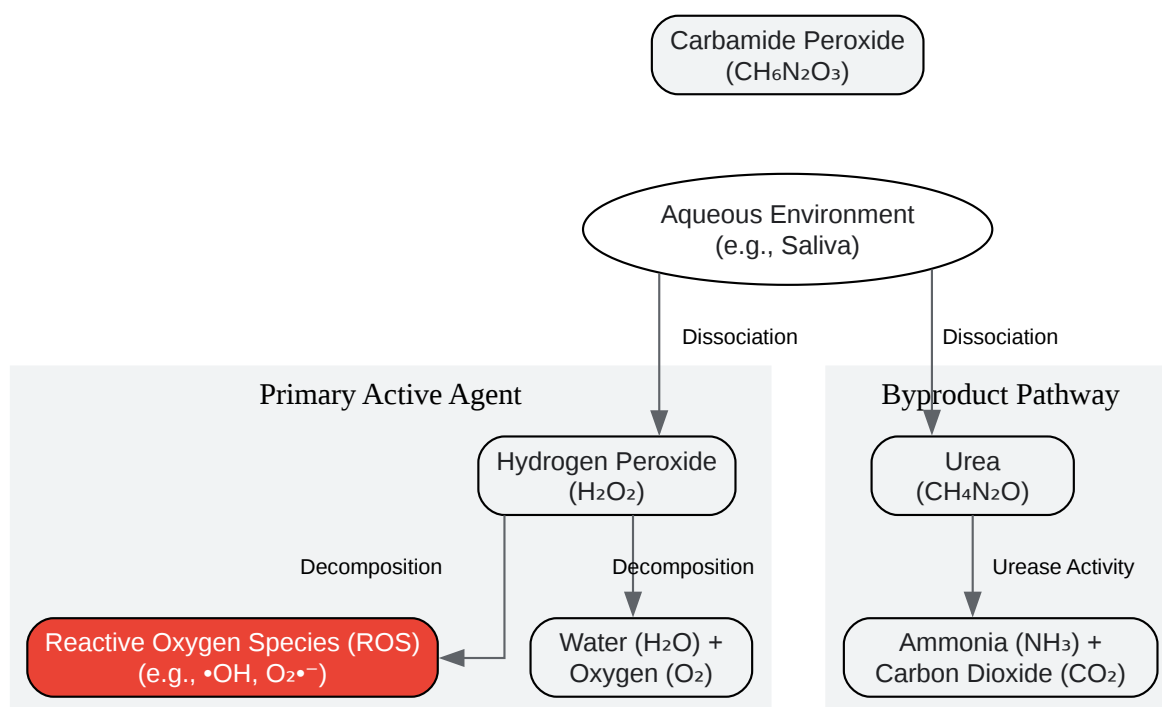 Carbamide Peroxide
(CH₆N₂O₃)
Aqueous Environment
(e.g., Saliva)
Dissociation
Dissociation
Primary Active Agent
Byproduct Pathway
Hydrogen Peroxide
(H₂O₂)
Urea
(CH₄N₂O)
Decomposition
Decomposition
Urease Activity
Reactive Oxygen Species (ROS)
(e.g., •OH, O₂•⁻)
Water (H₂O) +
Oxygen (O₂)
Ammonia (NH₃) +
Carbon Dioxide (CO₂)